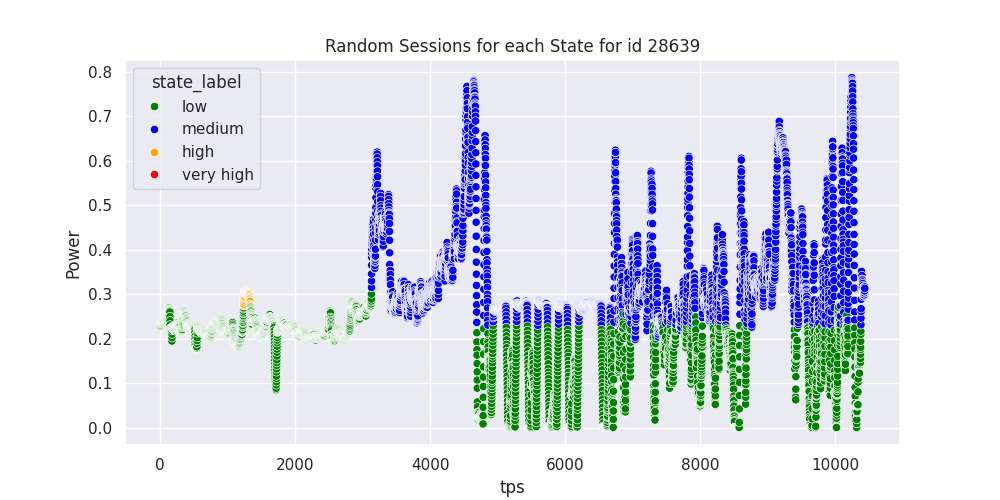 Random Sessions for each State for id 28639
state_label
low
medium
high
very high
Power
0.8
0.7
0.6
0.5
0.4
0.3
0.2
0.1
0.0
0 2000 4000 6000 8000 10000
tps